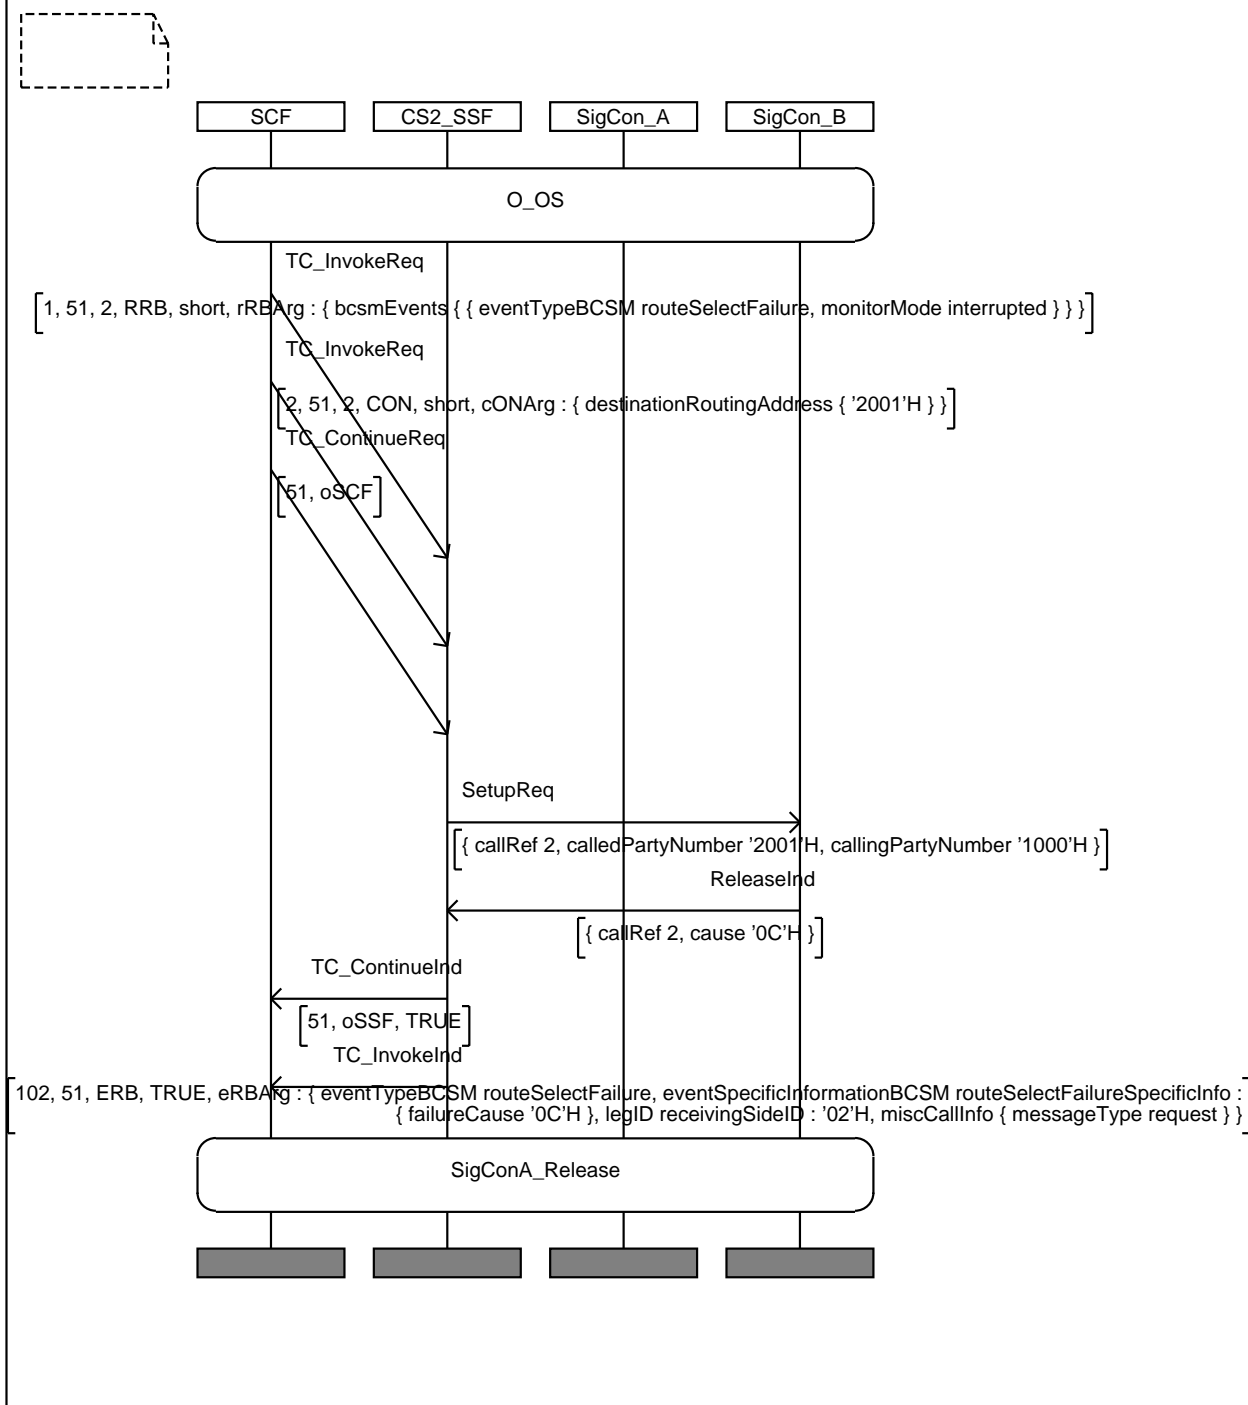 SCF CS2_SSF SigCon_A SigCon_B
O_OS
TC_InvokeReq
1, 51, 2, RRB, short, rRBArg : { bcsmEvents { { eventTypeBCSM routeSelectFailure, monitorMode interrupted } } }
TC_InvokeReq
2, 51, 2, CON, short, cONArg : { destinationRoutingAddress { '2001'H } }
TC_ContinueReq
51, oSCF
SetupReq
{ callRef 2, calledPartyNumber '2001'H, callingPartyNumber '1000'H }
ReleaseInd
{ callRef 2, cause '0C'H }
TC_ContinueInd
51, oSSF, TRUE
TC_InvokeInd
102, 51, ERB, TRUE, eRBArg : { eventTypeBCSM routeSelectFailure, eventSpecificInformationBCSM routeSelectFailureSpecificInfo :
{ failureCause '0C'H }, legID receivingSideID : '02'H, miscCallInfo { messageType request } }
SigConA_Release